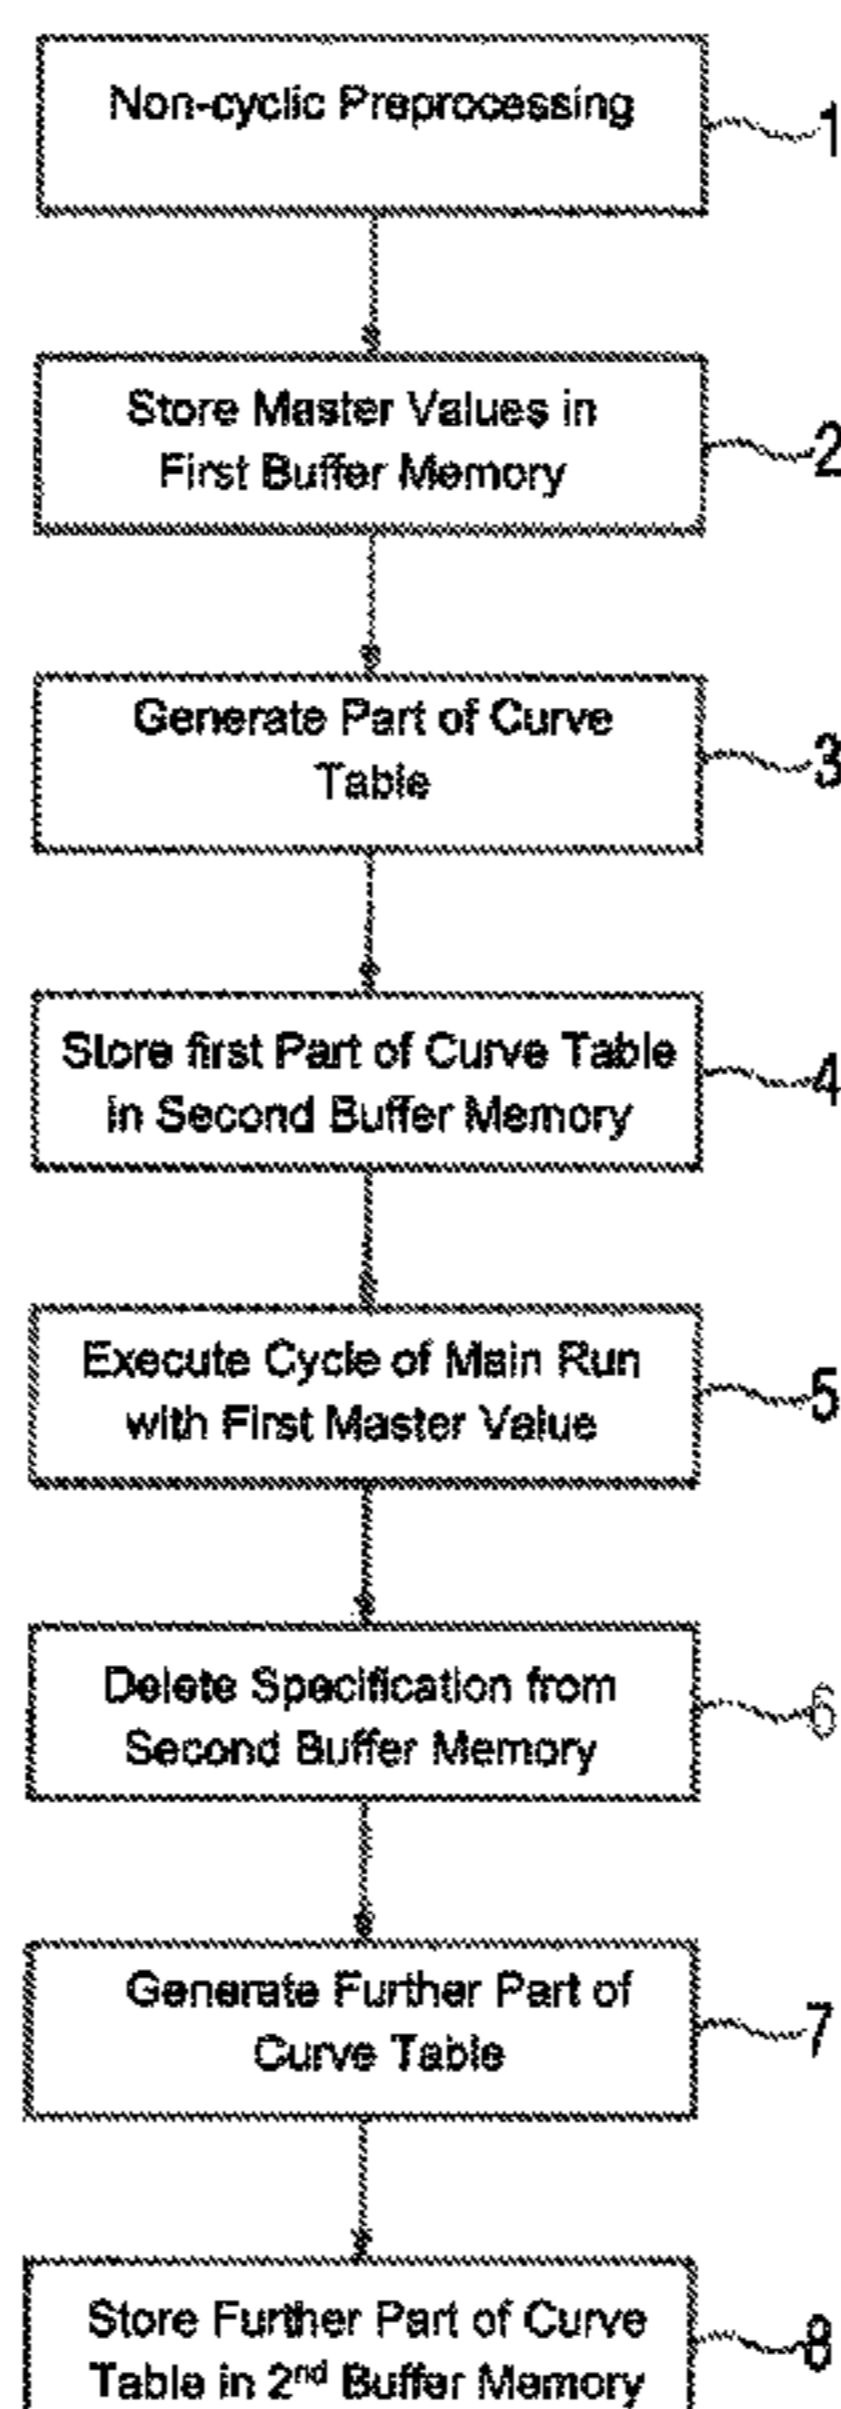 Non-cyclic Preprocessing
1
Store Master Values in
First Buffer Memory
2
Generate Part of Curve
Table
3
Store first Part of Curve Table
in Second Buffer Memory
4
Execute Cycle of Main Run
with First Master Value
5
Delete Specification from
Second Buffer Memory
6
Generate Further Part of
Curve Table
7
Store Further Part of Curve
Table in 2nd Buffer Memory
8